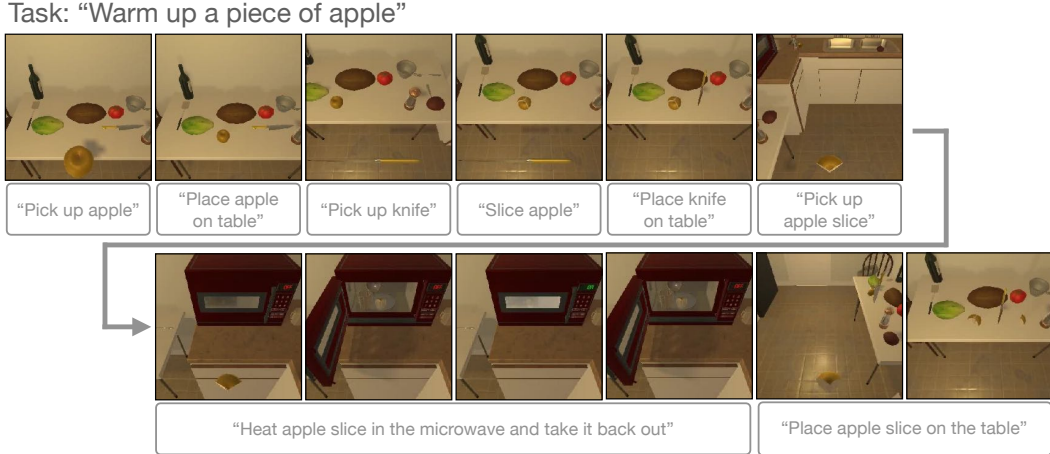 Task: “Warm up a piece of apple”
“Pick up apple”
“Place apple
on table”
“Pick up knife”
“Slice apple”
“Place knife
on table”
“Pick up
apple slice”
“Heat apple slice in the microwave and take it back out”
“Place apple slice on the table”